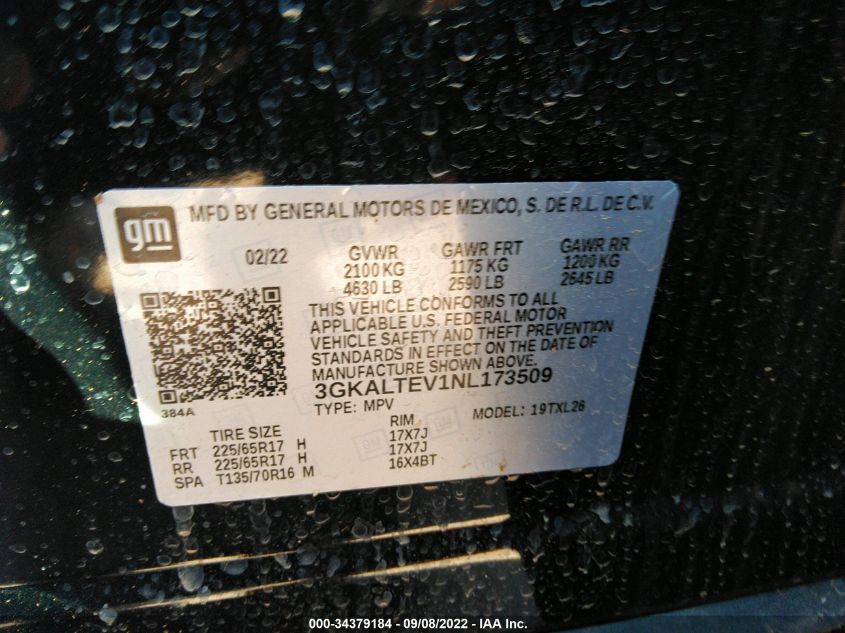 gm
MFD BY GENERAL MOTORS DE MEXICO, S. DE R.L. DE C.V.
02/22 GVWR GAWR FRT GAWR RR
2100 KG 1175 KG 1200 KG
4630 LB 2590 LB 2645 LB
THIS VEHICLE CONFORMS TO ALL
APPLICABLE U.S. FEDERAL MOTOR
VEHICLE SAFETY AND THEFT PREVENTION
STANDARDS IN EFFECT ON THE DATE OF
MANUFACTURE SHOWN ABOVE.
3GKALTEV1NL173509
384A
TYPE: MPV MODEL: 19TXL26
TIRE SIZE RIM
FRT 225/65R17 H 17X7J
RR 225/65R17 H 17X7J
SPA T135/70R16 M 16X4BT
000-34379184 - 09/08/2022 - IAA Inc.